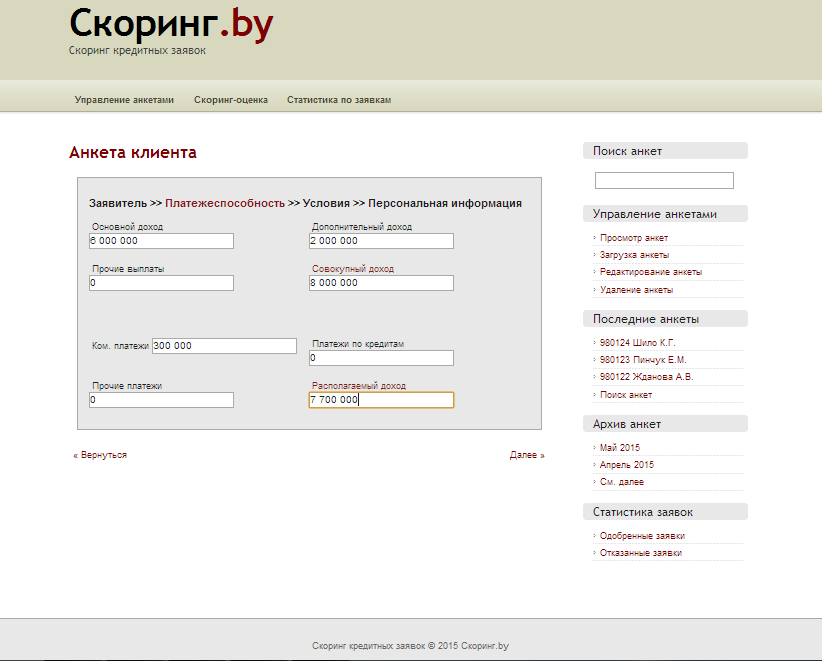 Скоринг.by
Скоринг кредитных заявок
Управление анкетами Скоринг-оценка Статистика по заявкам
Анкета клиента
Заявитель >> Платежеспособность >> Условия >> Персональная информация
Основной доход Дополнительный доход
6 000 000 2 000 000
Прочие выплаты Совокупный доход
0 8 000 000
Ком. платежи 300 000 Платежи по кредитам
0
Прочие платежи Располагаемый доход
0 7 700 000
« Вернуться Далее »
Поиск анкет
Управление анкетами
Просмотр анкет
Загрузка анкеты
Редактирование анкеты
Удаление анкеты
Последние анкеты
980124 Шило К.Г.
980123 Пинчук Е.М.
980122 Жданова А.В.
Поиск анкет
Архив анкет
Май 2015
Апрель 2015
См. далее
Статистика заявок
Одобренные заявки
Отказанные заявки
Скоринг кредитных заявок © 2015 Скоринг.by